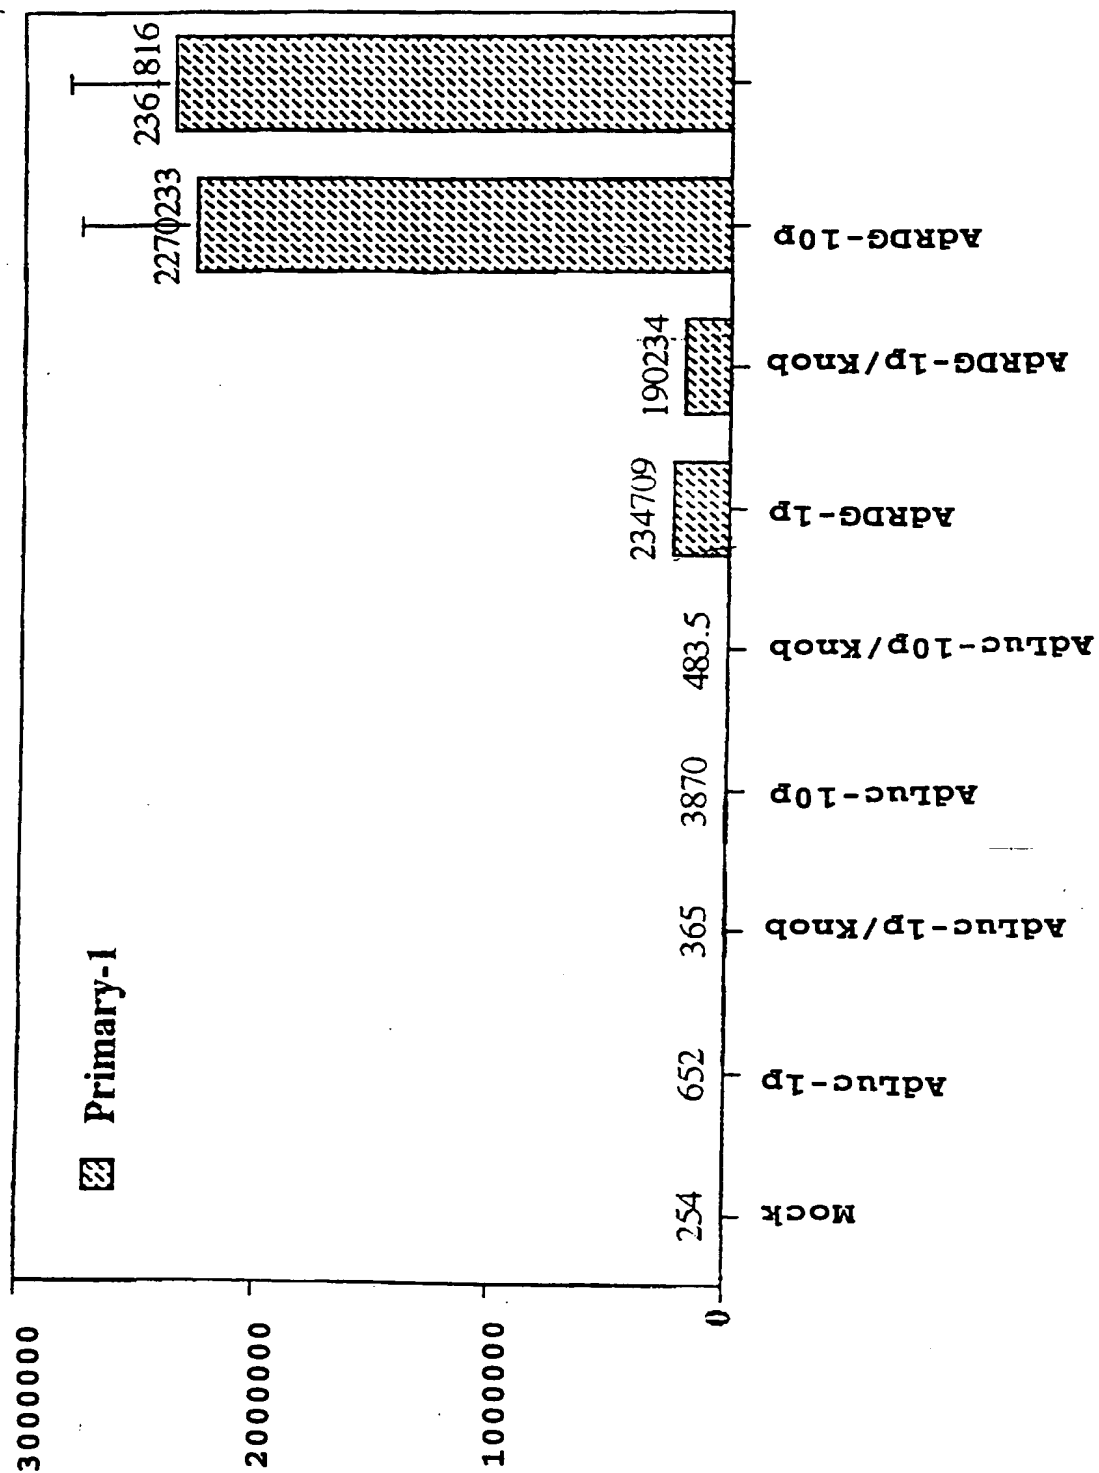 3000000
2000000
1000000
0
Primary-1
254
652
365
3870
483.5
234709
190234
2270233
2361816
Mock
AdLuc-1p
AdLuc-1p/Knob
AdLuc-10p
AdLuc-10p/Knob
AdRDG-1p
AdRDG-1p/Knob
AdRDG-10p